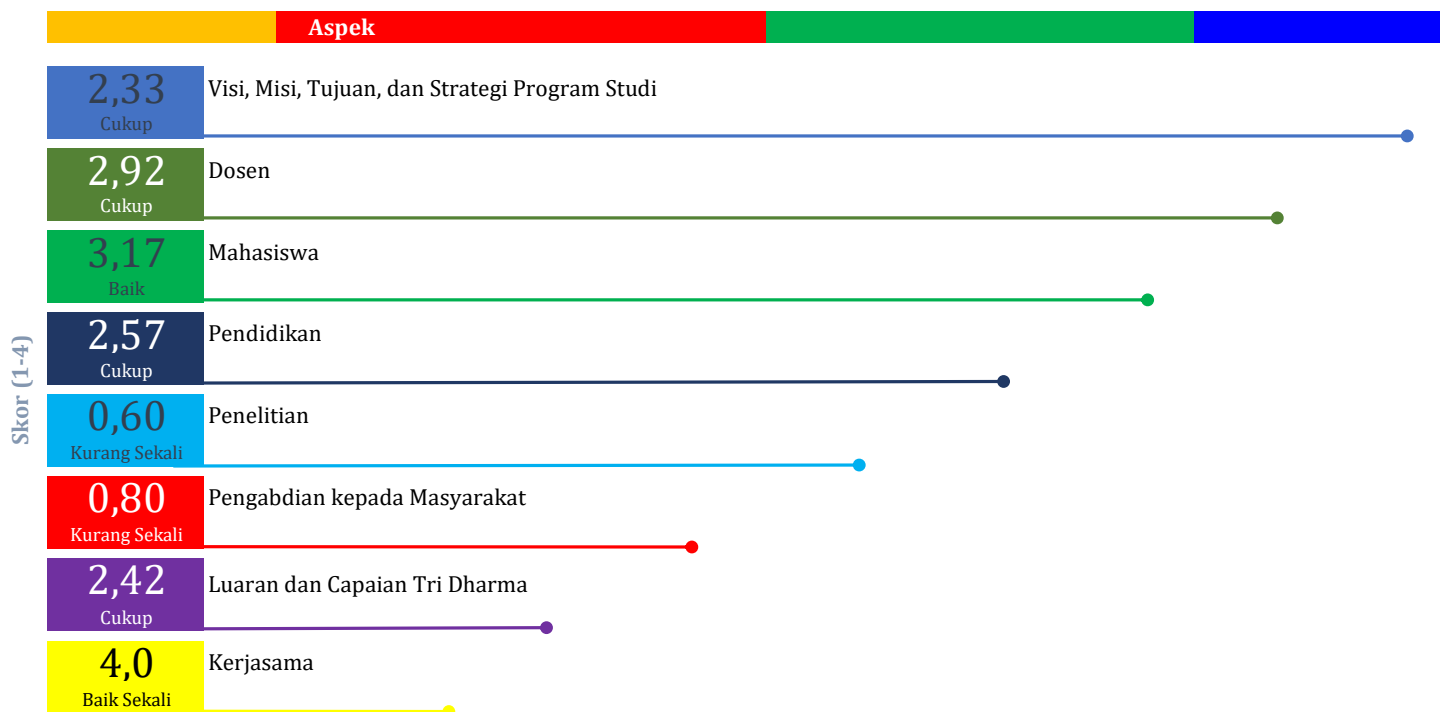 Aspek
Skor (1-4)
2,33
Cukup
Visi, Misi, Tujuan, dan Strategi Program Studi
2,92
Cukup
Dosen
3,17
Baik
Mahasiswa
2,57
Cukup
Pendidikan
0,60
Kurang Sekali
Penelitian
0,80
Kurang Sekali
Pengabdian kepada Masyarakat
2,42
Cukup
Luaran dan Capaian Tri Dharma
4,0
Baik Sekali
Kerjasama